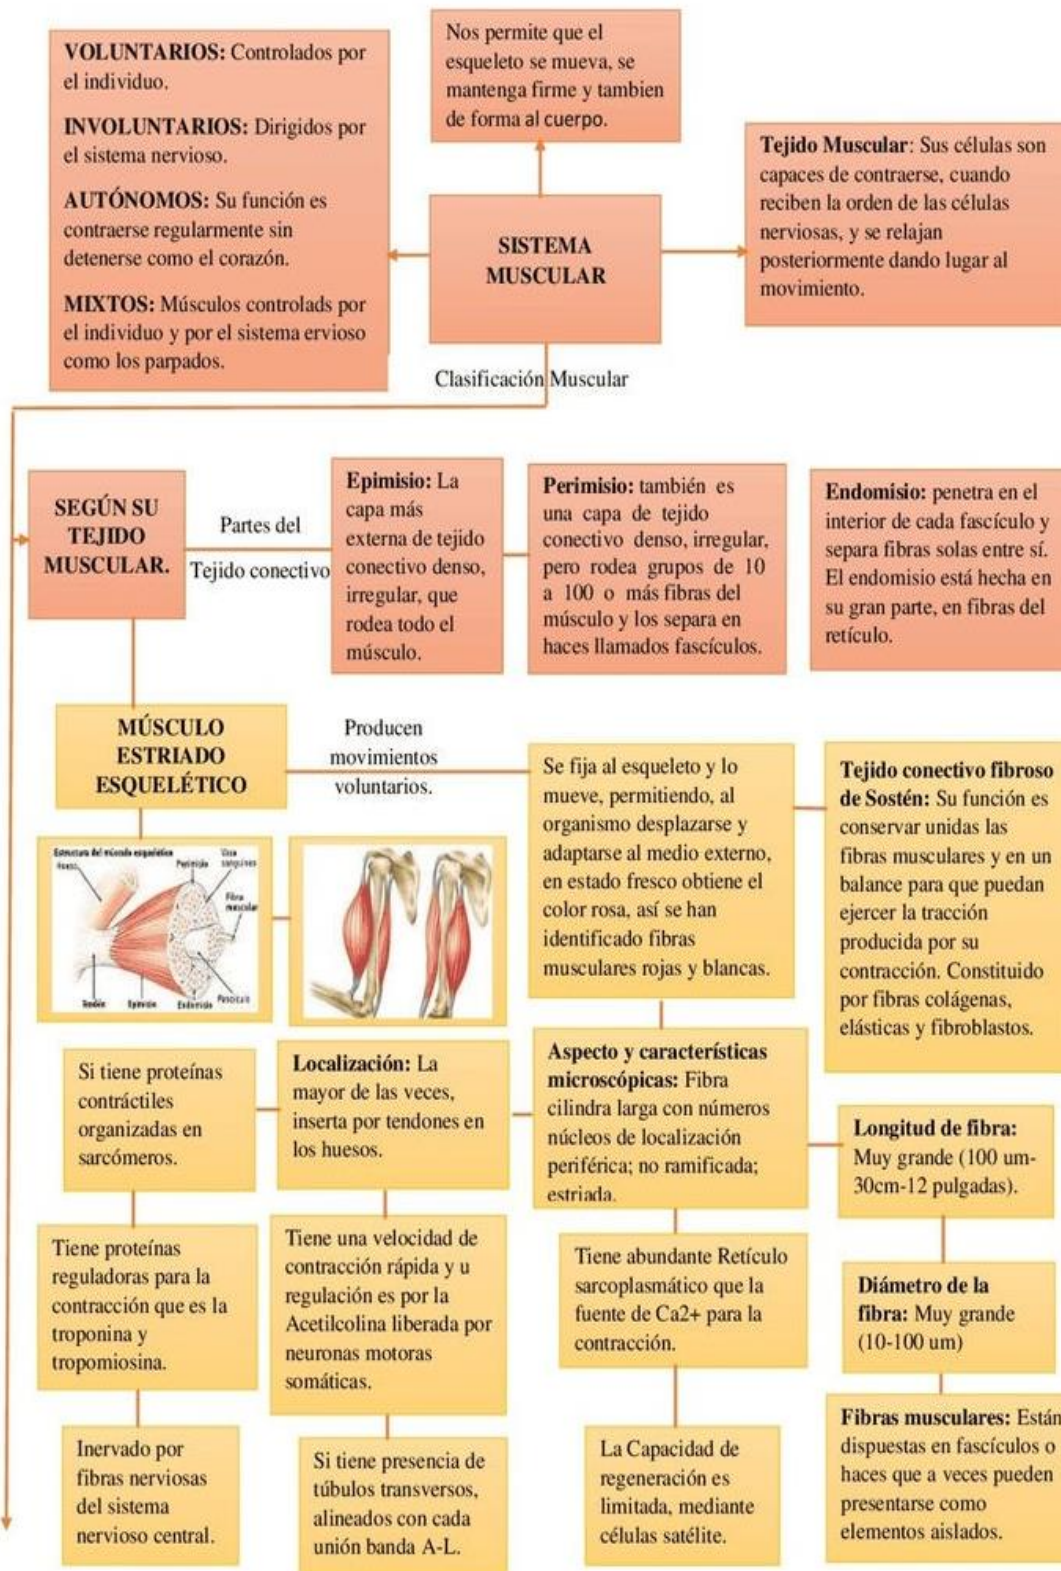 VOLUNTARIOS: Controlados por
el individuo.
INVOLUNTARIOS: Dirigidos por
el sistema nervioso.
AUTÓNOMOS: Su función es
contraerse regularmente sin
detenerse como el corazón.
MIXTOS: Músculos controlads por
el individuo y por el sistema ervioso
como los parpados.
Nos permite que el
esqueleto se mueva, se
mantenga firme y tambien
de forma al cuerpo.
SISTEMA
MUSCULAR
Tejido Muscular: Sus células son
capaces de contraerse, cuando
reciben la orden de las células
nerviosas, y se relajan
posteriormente dando lugar al
movimiento.
Clasificación Muscular
SEGÚN SU
TEJIDO
MUSCULAR.
Partes del
Tejido conectivo
Epimisio: La
capa más
externa de tejido
conectivo denso,
irregular, que
rodea todo el
músculo.
Perimisio: también es
una capa de tejido
conectivo denso, irregular,
pero rodea grupos de 10
a 100 o más fibras del
músculo y los separa en
haces llamados fascículos.
Endomisio: penetra en el
interior de cada fascículo y
separa fibras solas entre sí.
El endomisio está hecha en
su gran parte, en fibras del
retículo.
MÚSCULO
ESTRIADO
ESQUELÉTICO
Producen
movimientos
voluntarios.
Se fija al esqueleto y lo
mueve, permitiendo, al
organismo desplazarse y
adaptarse al medio externo,
en estado fresco obtiene el
color rosa, así se han
identificado fibras
musculares rojas y blancas.
Tejido conectivo fibroso
de Sostén: Su función es
conservar unidas las
fibras musculares y en un
balance para que puedan
ejercer la tracción
producida por su
contracción. Constituido
por fibras colágenas,
elásticas y fibroblastos.
Estructura del músculo esquelético
Hueso
Perimisio
Vasos
sanguíneos
Fibra
muscular
Fascículo
Tendón
Epimisio
Endomisio
Si tiene proteínas
contráctiles
organizadas en
sarcómeros.
Localización: La
mayor de las veces,
inserta por tendones en
los huesos.
Aspecto y características
microscópicas: Fibra
cilindra larga con números
núcleos de localización
periférica; no ramificada;
estriada.
Longitud de fibra:
Muy grande (100 um-
30cm-12 pulgadas).
Tiene proteínas
reguladoras para la
contracción que es la
troponina y
tropomiosina.
Tiene una velocidad de
contracción rápida y u
regulación es por la
Acetilcolina liberada por
neuronas motoras
somáticas.
Tiene abundante Retículo
sarcoplasmático que la
fuente de Ca2+ para la
contracción.
Diámetro de la
fibra: Muy grande
(10-100 um)
Inervado por
fibras nerviosas
del sistema
nervioso central.
Si tiene presencia de
túbulos transversos,
alineados con cada
unión banda A-L.
La Capacidad de
regeneración es
limitada, mediante
células satélite.
Fibras musculares: Están
dispuestas en fascículos o
haces que a veces pueden
presentarse como
elementos aislados.